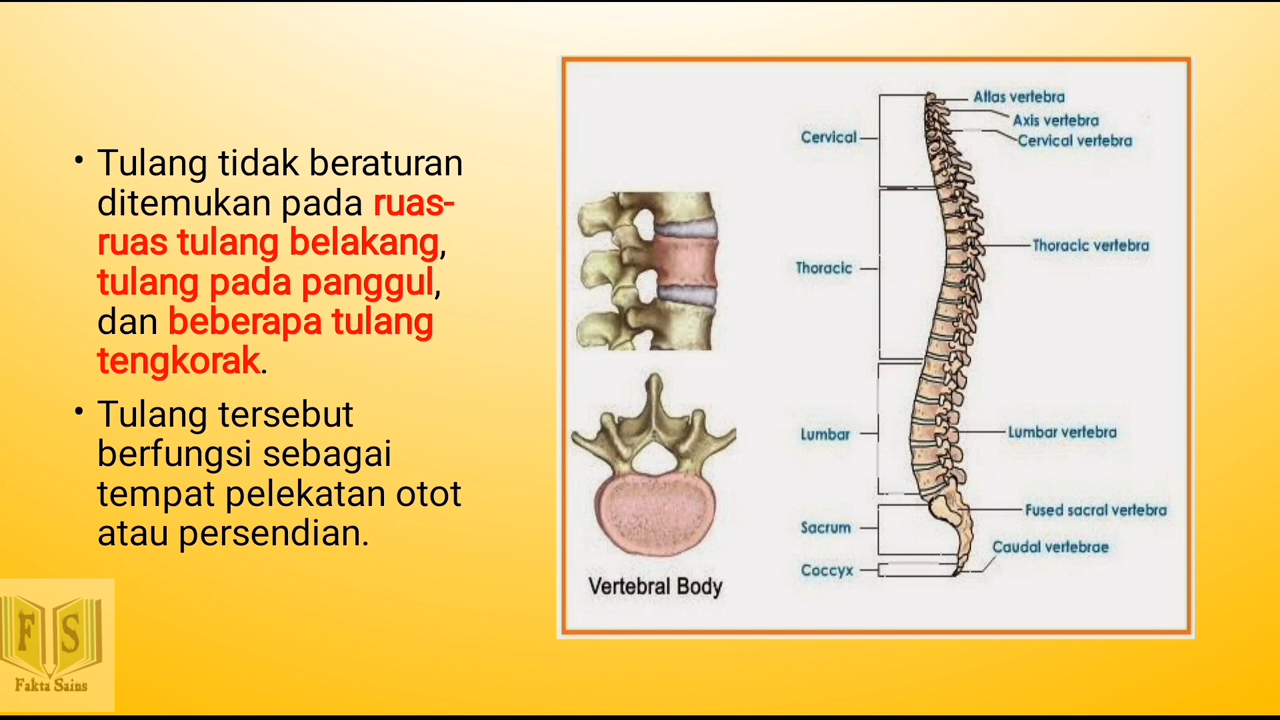 • Tulang tidak beraturan
ditemukan pada ruas-
ruas tulang belakang,
tulang pada panggul,
dan beberapa tulang
tengkorak.
• Tulang tersebut
berfungsi sebagai
tempat pelekatan otot
atau persendian.
Atlas vertebra
Axis vertebra
Cervical
Cervical vertebra
Thoracic vertebra
Thoracic
Lumbar
Lumbar vertebra
Fused sacral vertebra
Sacrum
Caudal vertebrae
Coccyx
Vertebral Body
F S
Fakta Sains